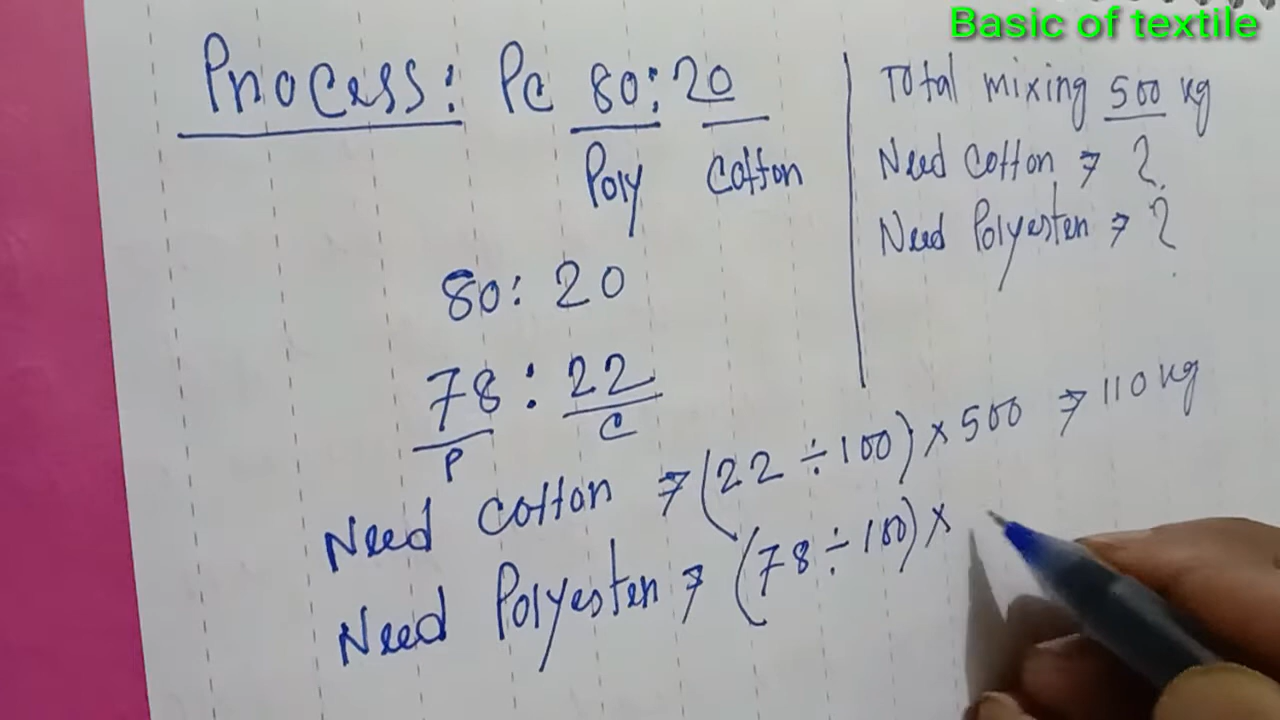 Basic of textile
Process: PC 80:20
Poly Cotton
Total mixing 500 kg
Need Cotton ⇒ ?
Need Polyester ⇒ ?
80:20
78:22
P C
Need Cotton ⇒ (22 ÷ 100) × 500 ⇒ 110 kg
Need Polyester ⇒ (78 ÷ 100) ×